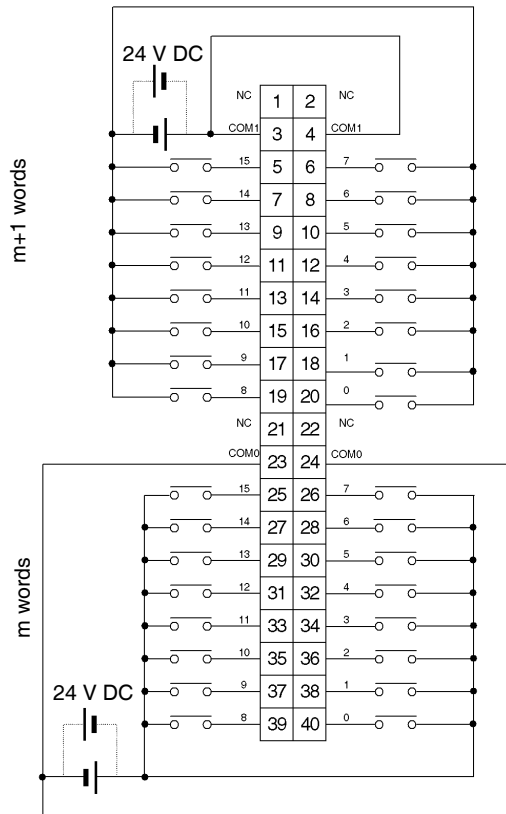 24 V DC
NC 1 2 NC
COM1 3 4 COM1
15 5 6 7
14 7 8 6
13 9 10 5
12 11 12 4
11 13 14 3
10 15 16 2
9 17 18 1
8 19 20 0
m+1 words
NC 21 22 NC
COM0 23 24 COM0
15 25 26 7
14 27 28 6
13 29 30 5
12 31 32 4
11 33 34 3
10 35 36 2
9 37 38 1
8 39 40 0
m words
24 V DC